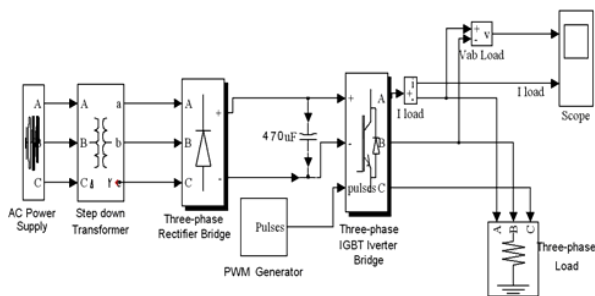 A
B
C
AC Power
Supply
A
B
C
a
b
Step down
Transformer
A
B
C
+
-
Three-phase
Rectifier Bridge
470uF
Pulses
PWM Generator
+
-
pulses
A
B
C
Three-phase
IGBT Iverter
Bridge
+
-
I load
+
-
v
Vab Load
I load
Scope
A
B
C
Three-phase
Load